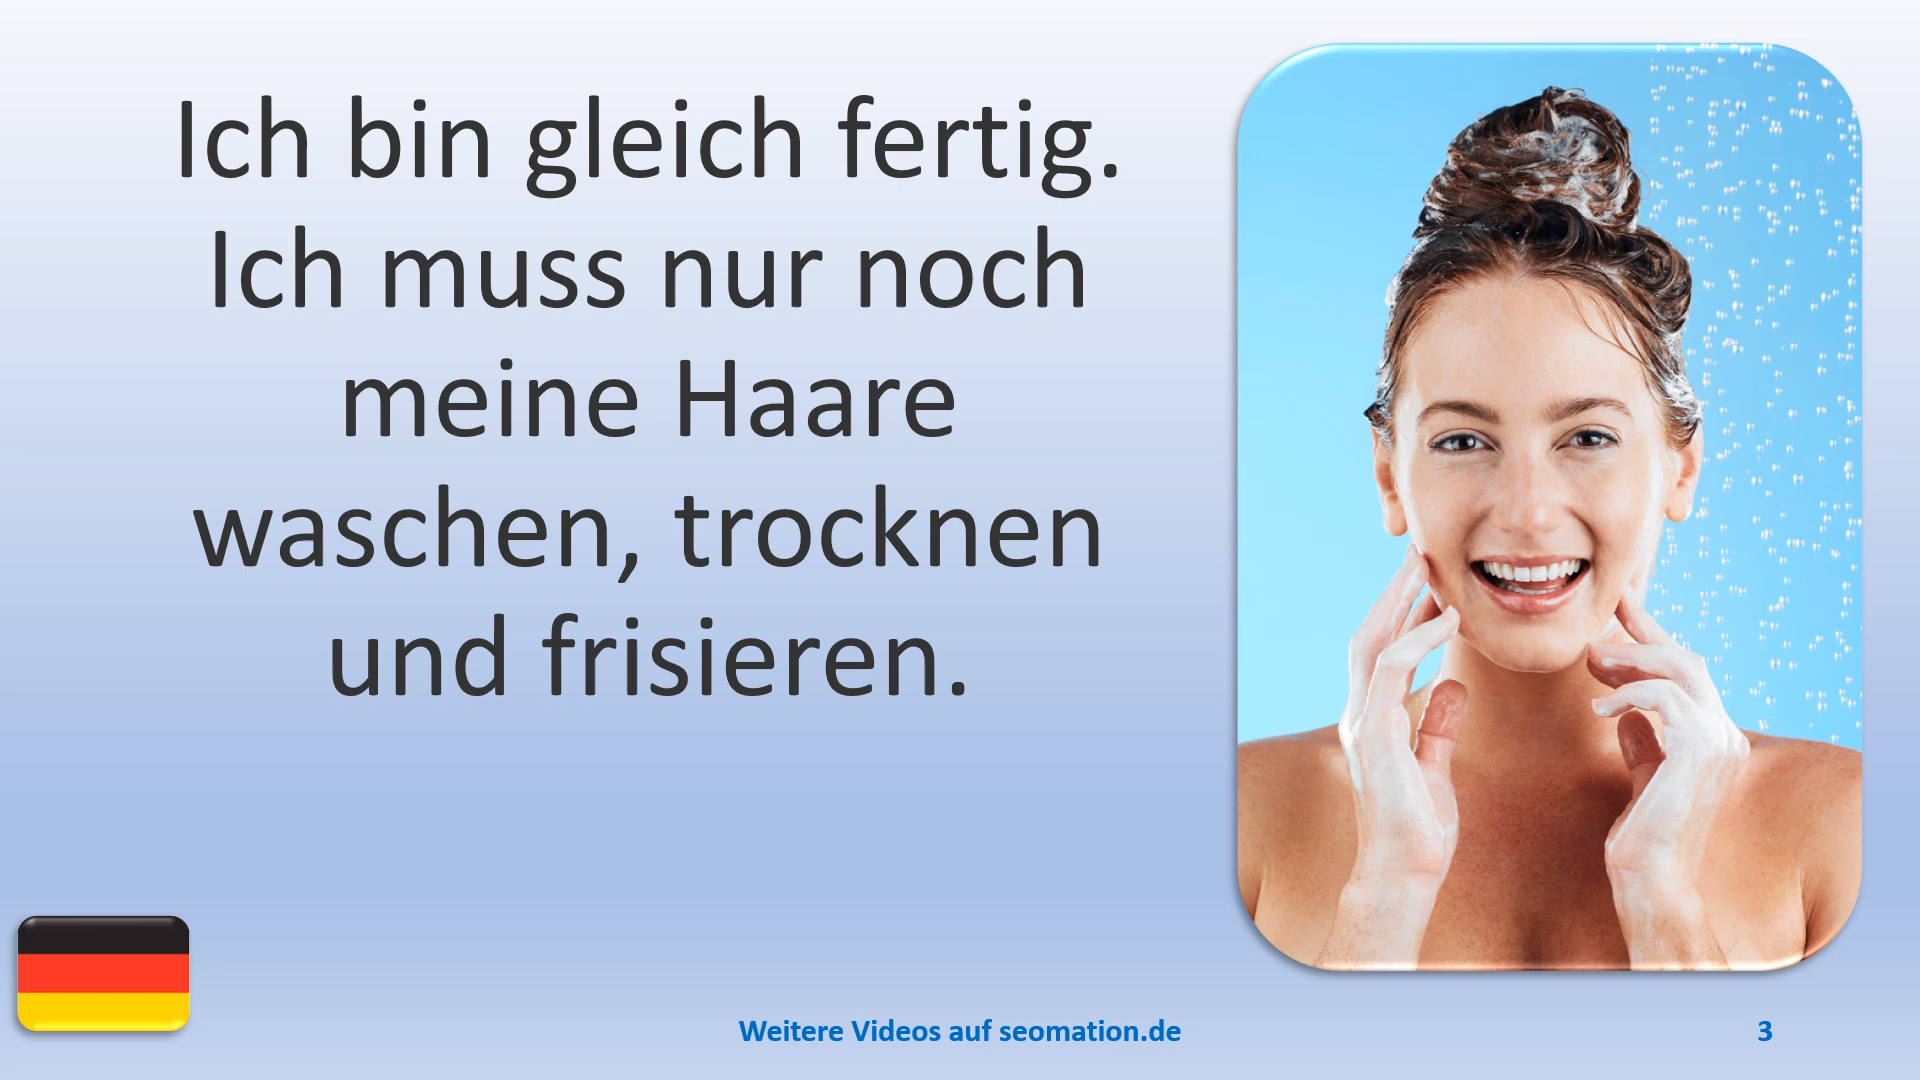 Ich bin gleich fertig.
Ich muss nur noch
meine Haare
waschen, trocknen
und frisieren.
Weitere Videos auf seomation.de
3